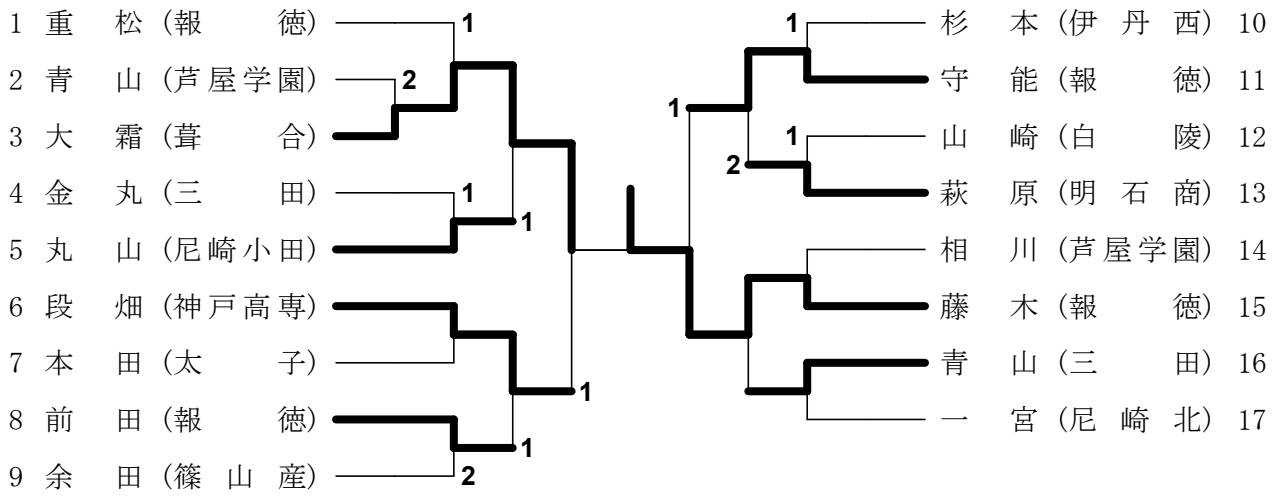 1 重 松 (報 徳)
2 青 山 (芦屋学園)
3 大 霜 (葺 合)
4 金 丸 (三 田)
5 丸 山 (尼崎小田)
6 段 畑 (神戸高専)
7 本 田 (太 子)
8 前 田 (報 徳)
9 余 田 (篠 山 産)
1
2
1
1
1
1
2
1
1
2
1
杉 本 (伊 丹 西) 10
守 能 (報 徳) 11
山 崎 (白 陵) 12
萩 原 (明 石 商) 13
相 川 (芦屋学園) 14
藤 木 (報 徳) 15
青 山 (三 田) 16
一 宮 (尼 崎 北) 17